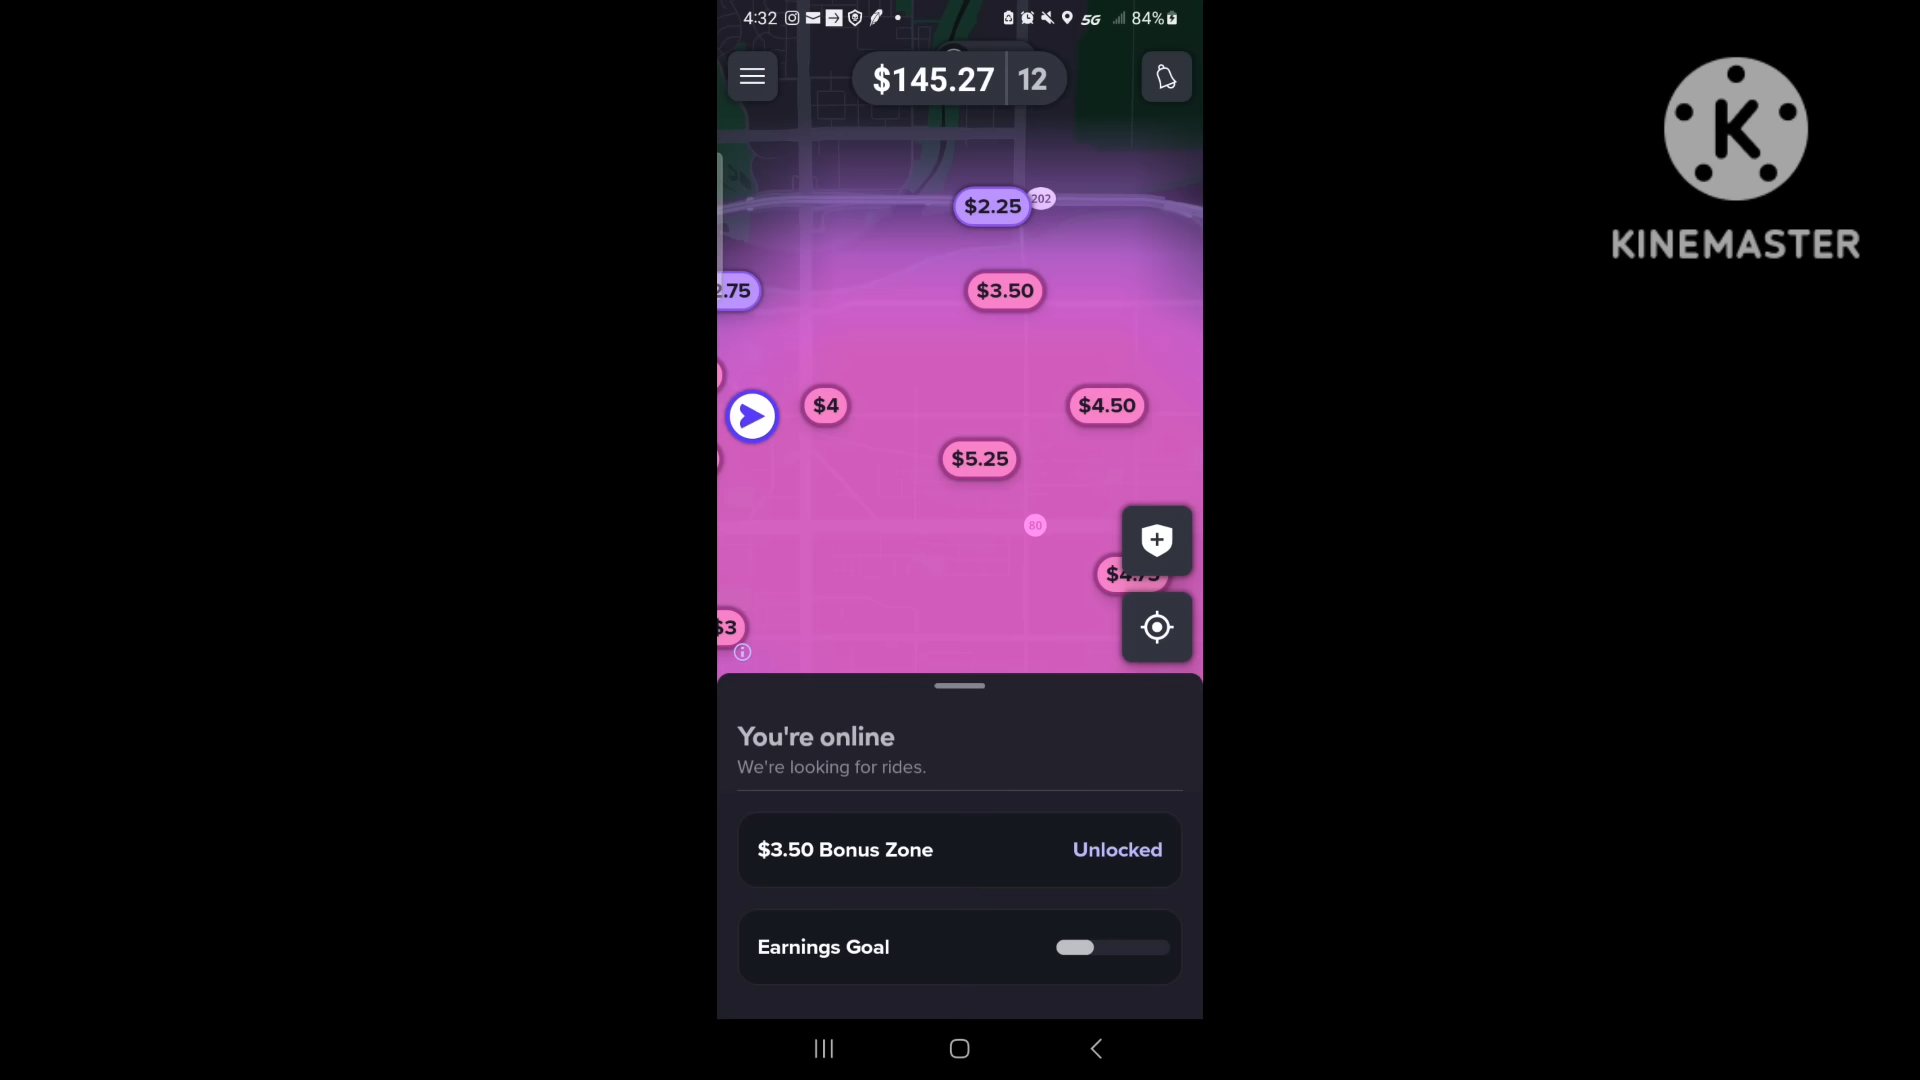 4:32
5G
84%
$145.27 12
KINEMASTER
$2.25
202
2.75
$3.50
$4
$4.50
$5.25
80
$3
You're online
We're looking for rides.
$3.50 Bonus Zone Unlocked
Earnings Goal